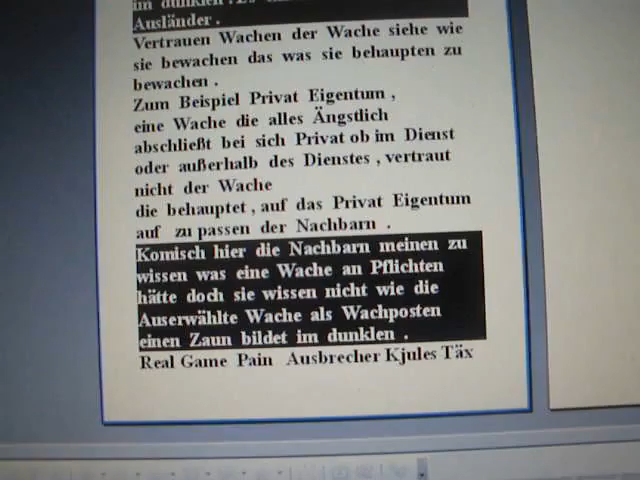 im dunklen . Es
Ausländer .
Vertrauen Wachen der Wache siehe wie
sie bewachen das was sie behaupten zu
bewachen .
Zum Beispiel Privat Eigentum ,
eine Wache die alles Ängstlich
abschließt bei sich Privat ob im Dienst
oder außerhalb des Dienstes , vertraut
nicht der Wache
die behauptet , auf das Privat Eigentum
auf zu passen der Nachbarn .
Komisch hier die Nachbarn meinen zu
wissen was eine Wache an Pflichten
hätte doch sie wissen nicht wie die
Auserwählte Wache als Wachposten
einen Zaun bildet im dunklen .
Real Game Pain Ausbrecher Kjules Täx